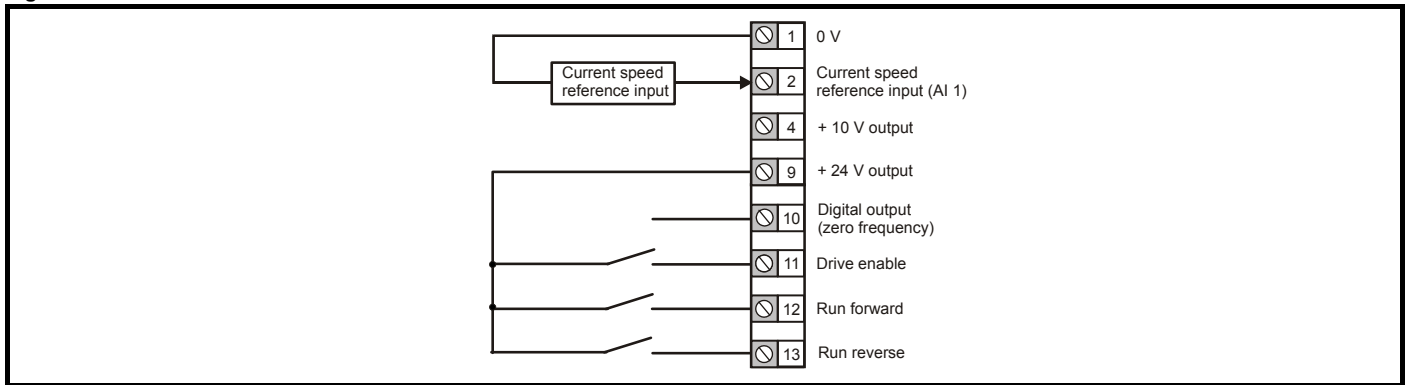 1 0 V
Current speed
reference input
2 Current speed
reference input (AI 1)
4 + 10 V output
9 + 24 V output
10 Digital output
(zero frequency)
11 Drive enable
12 Run forward
13 Run reverse